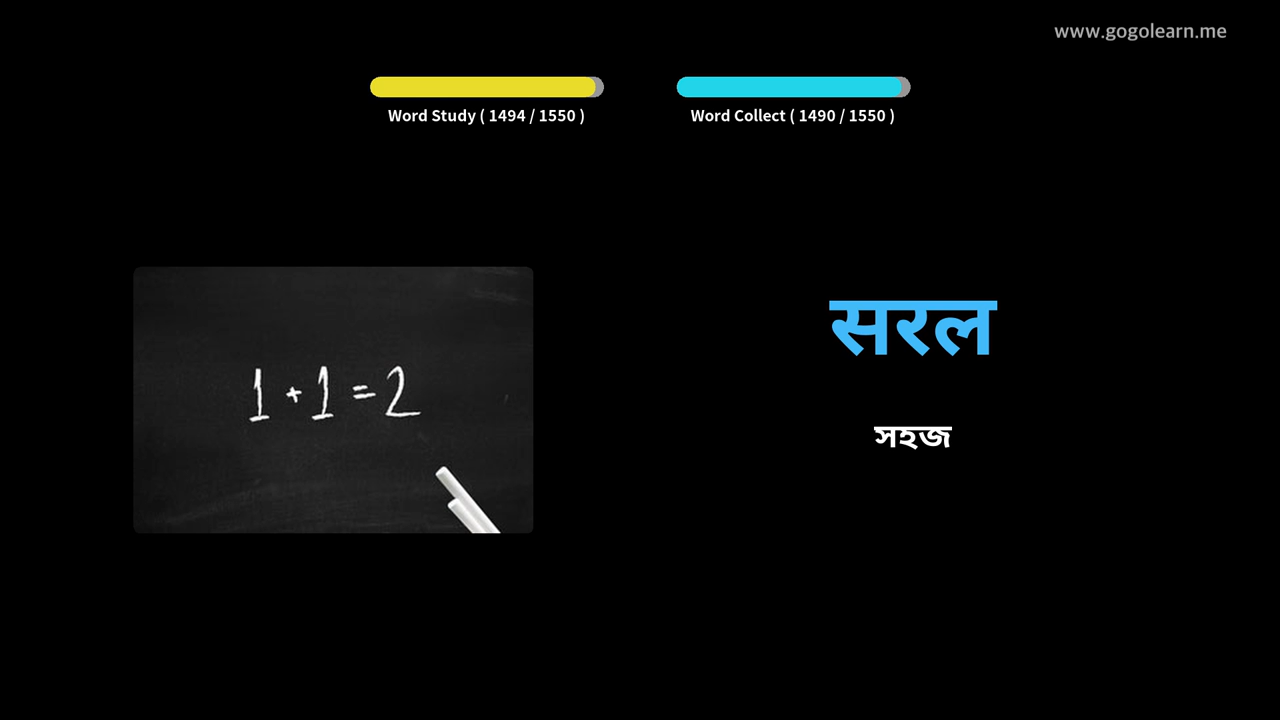 www.gogolearn.me
Word Study ( 1494 / 1550 )
Word Collect ( 1490 / 1550 )
1 + 1 = 2
सरल
সহজ